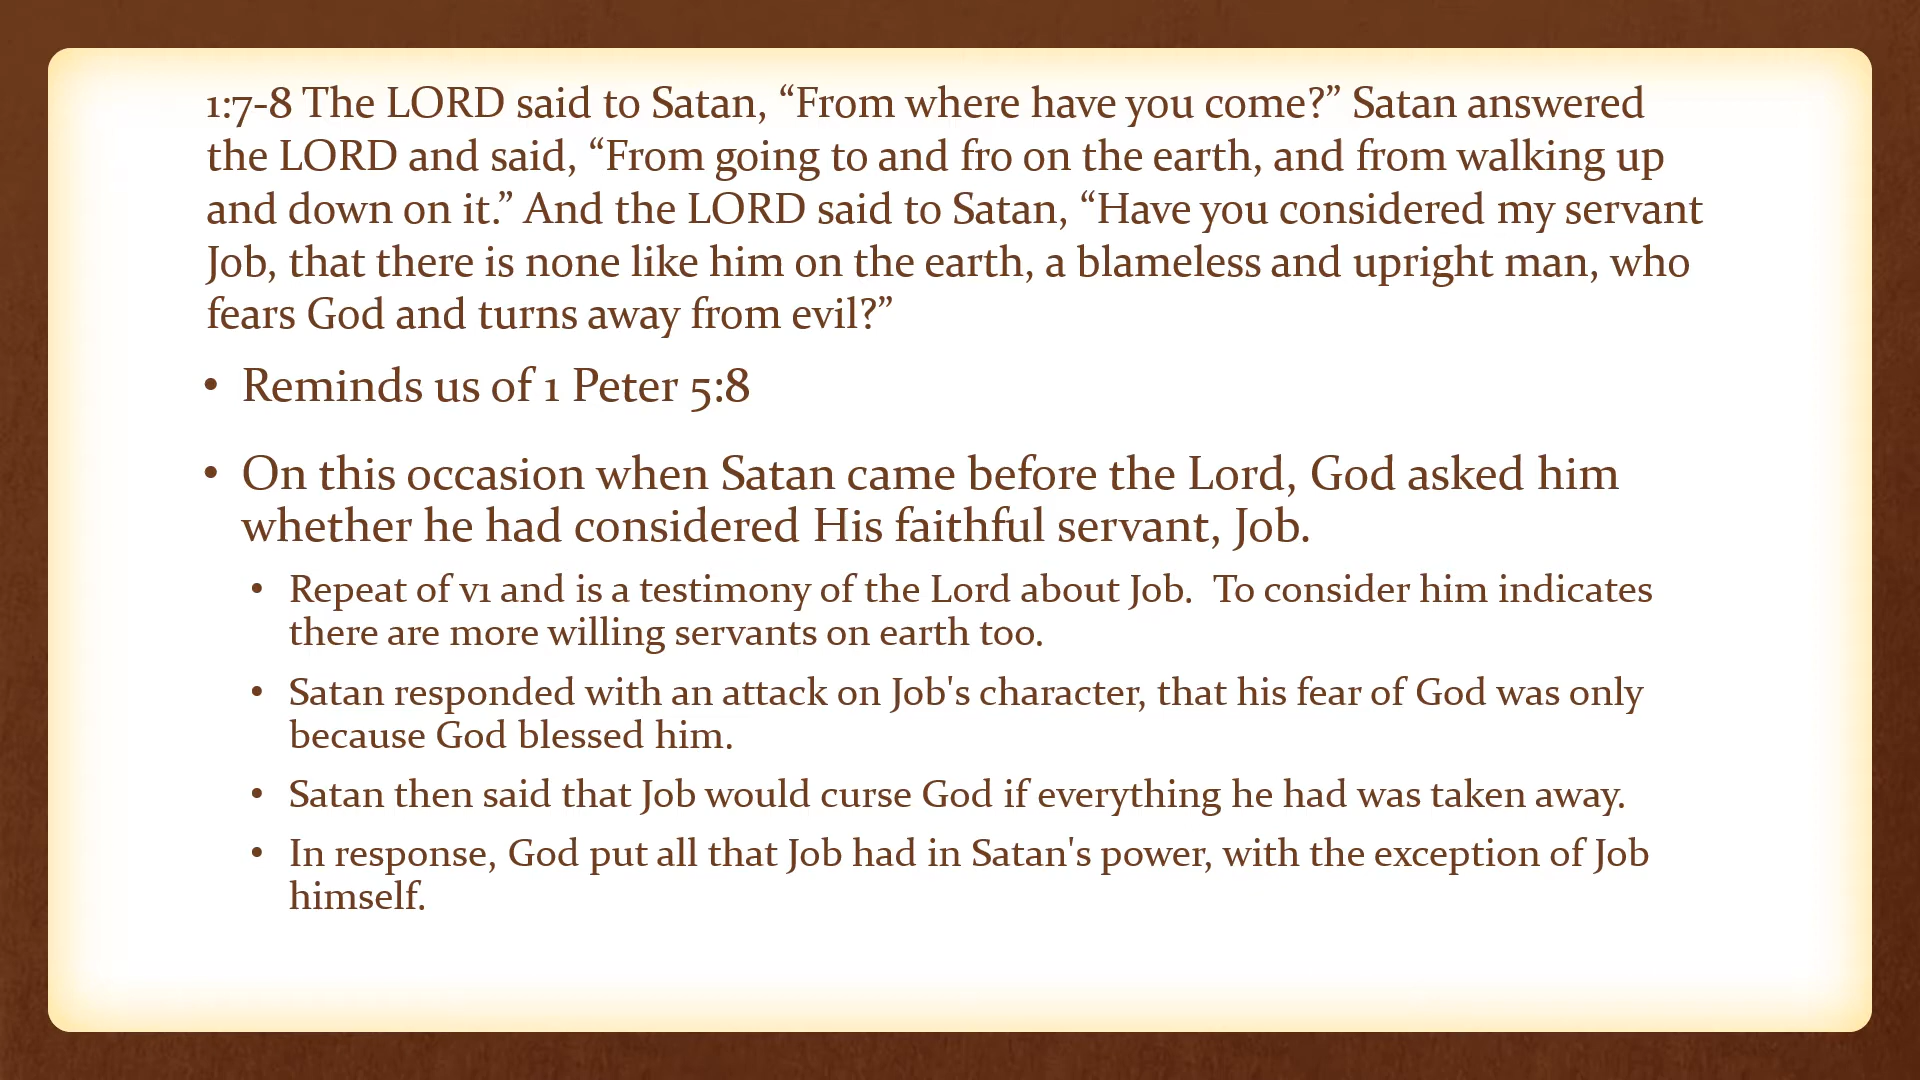 1:7-8 The LORD said to Satan, “From where have you come?” Satan answered
the LORD and said, “From going to and fro on the earth, and from walking up
and down on it.” And the LORD said to Satan, “Have you considered my servant
Job, that there is none like him on the earth, a blameless and upright man, who
fears God and turns away from evil?”
• Reminds us of 1 Peter 5:8
• On this occasion when Satan came before the Lord, God asked him
whether he had considered His faithful servant, Job.
• Repeat of v1 and is a testimony of the Lord about Job.  To consider him indicates
there are more willing servants on earth too.
• Satan responded with an attack on Job's character, that his fear of God was only
because God blessed him.
• Satan then said that Job would curse God if everything he had was taken away.
• In response, God put all that Job had in Satan's power, with the exception of Job
himself.